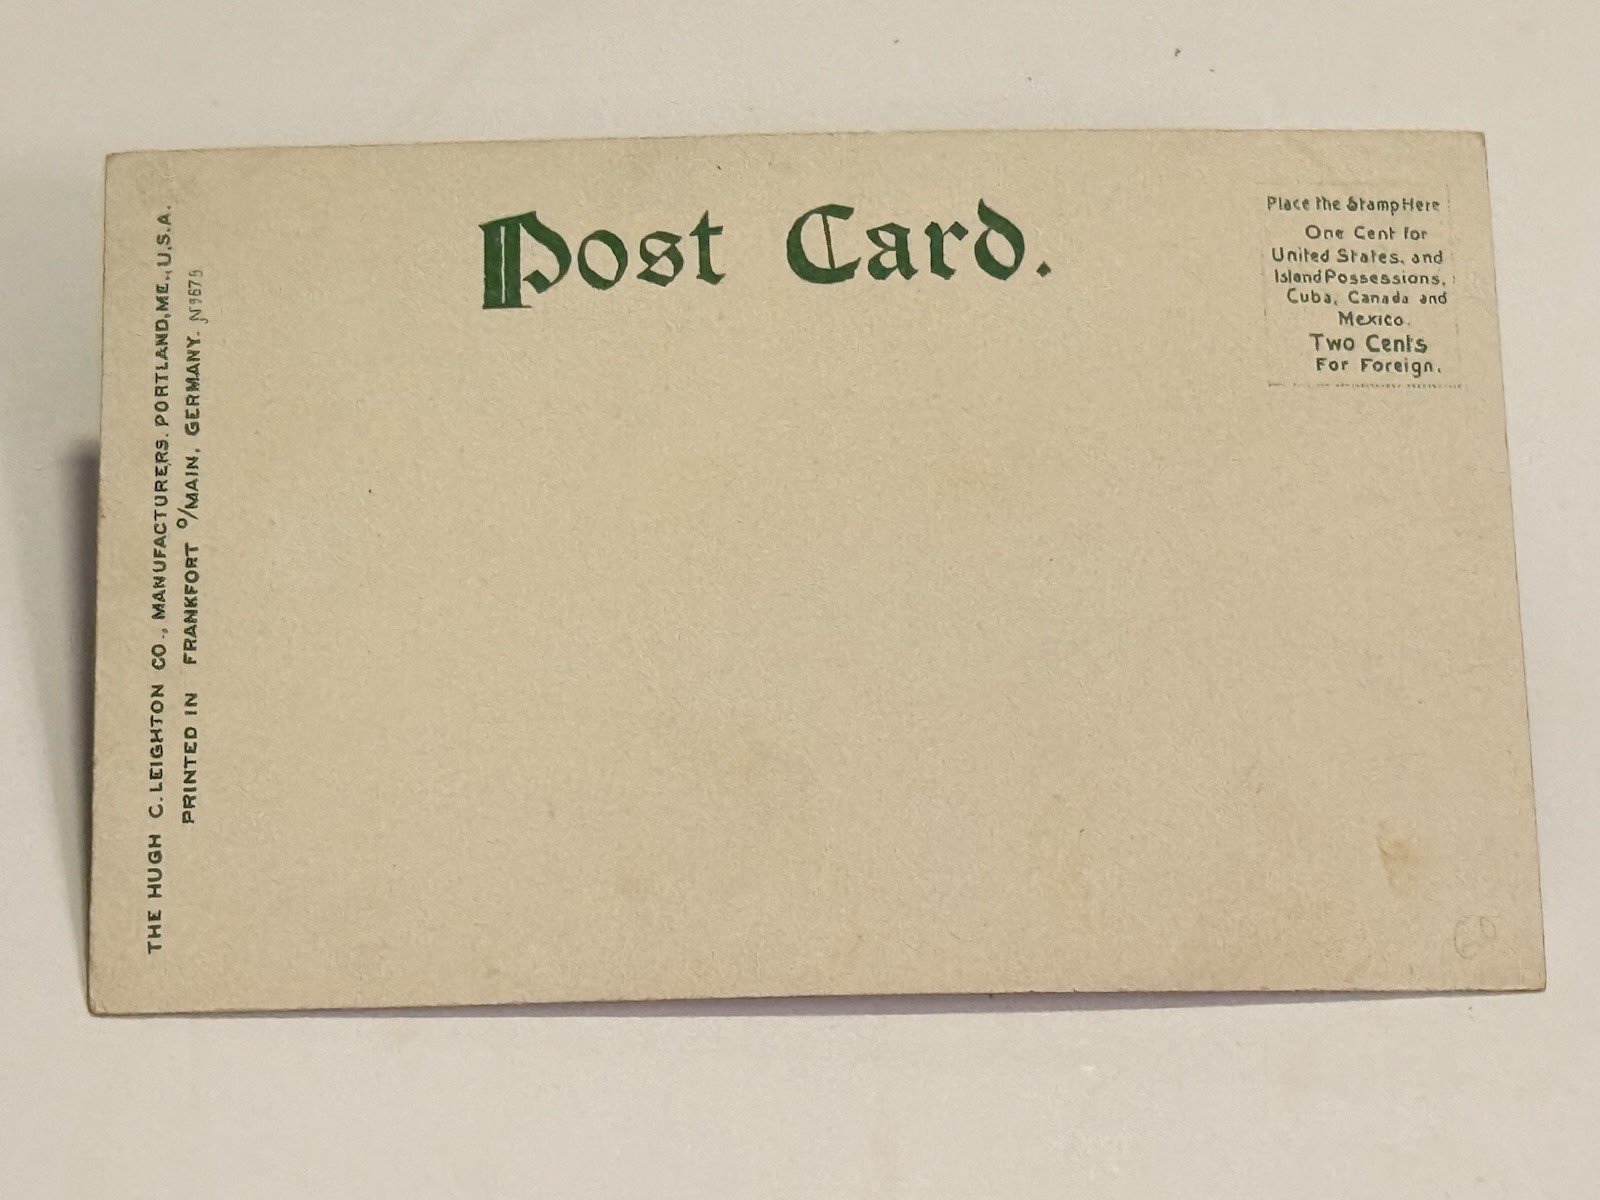 Post Card.
Place the Stamp Here
One Cent for
United States, and
Island Possessions,
Cuba, Canada and
Mexico.
Two Cents
For Foreign.
THE HUGH C. LEIGHTON CO., MANUFACTURERS. PORTLAND, ME., U.S.A.
PRINTED IN FRANKFORT O/MAIN, GERMANY.
60